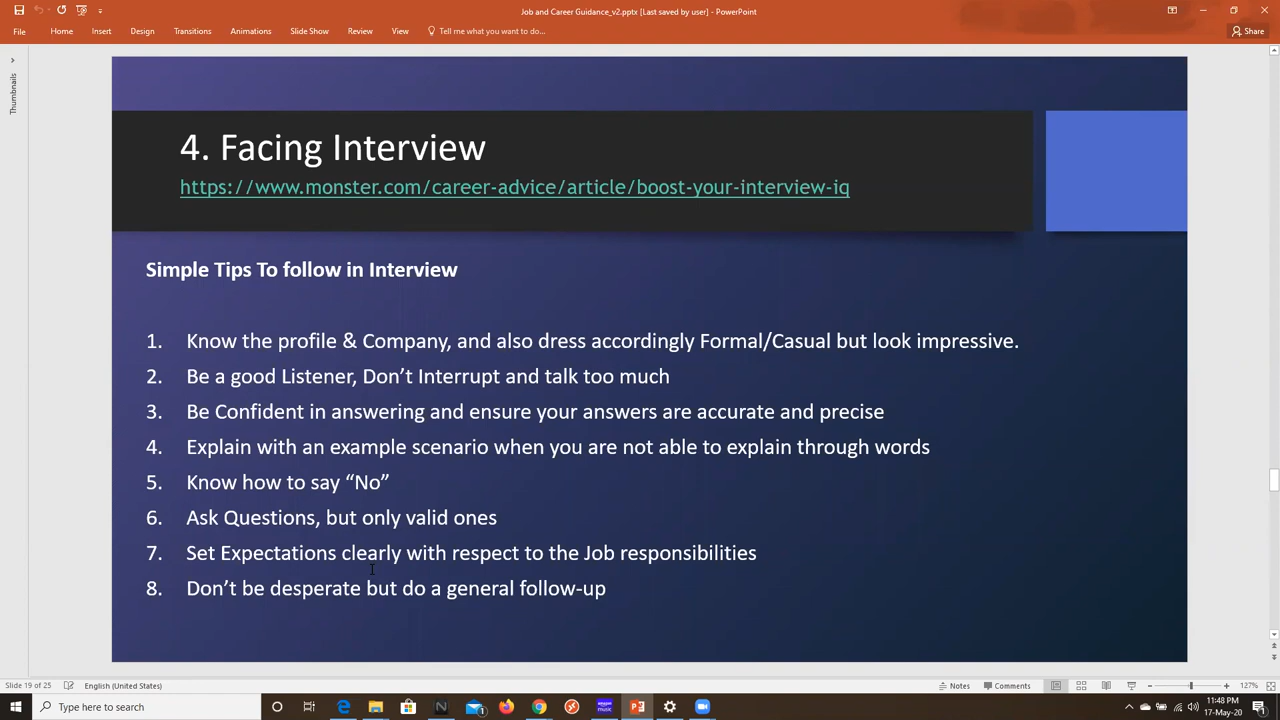 Job and Career Guidance_v2.pptx [Last saved by user] - PowerPoint
File Home Insert Design Transitions Animations Slide Show Review View Tell me what you want to do... Share
Thumbnails
4. Facing Interview
https://www.monster.com/career-advice/article/boost-your-interview-iq
Simple Tips To follow in Interview
1. Know the profile & Company, and also dress accordingly Formal/Casual but look impressive.
2. Be a good Listener, Don’t Interrupt and talk too much
3. Be Confident in answering and ensure your answers are accurate and precise
4. Explain with an example scenario when you are not able to explain through words
5. Know how to say “No”
6. Ask Questions, but only valid ones
7. Set Expectations clearly with respect to the Job responsibilities
8. Don’t be desperate but do a general follow-up
Slide 19 of 25 English (United States) Notes Comments 127%
Type here to search
amazon music
11:48 PM
17-May-20